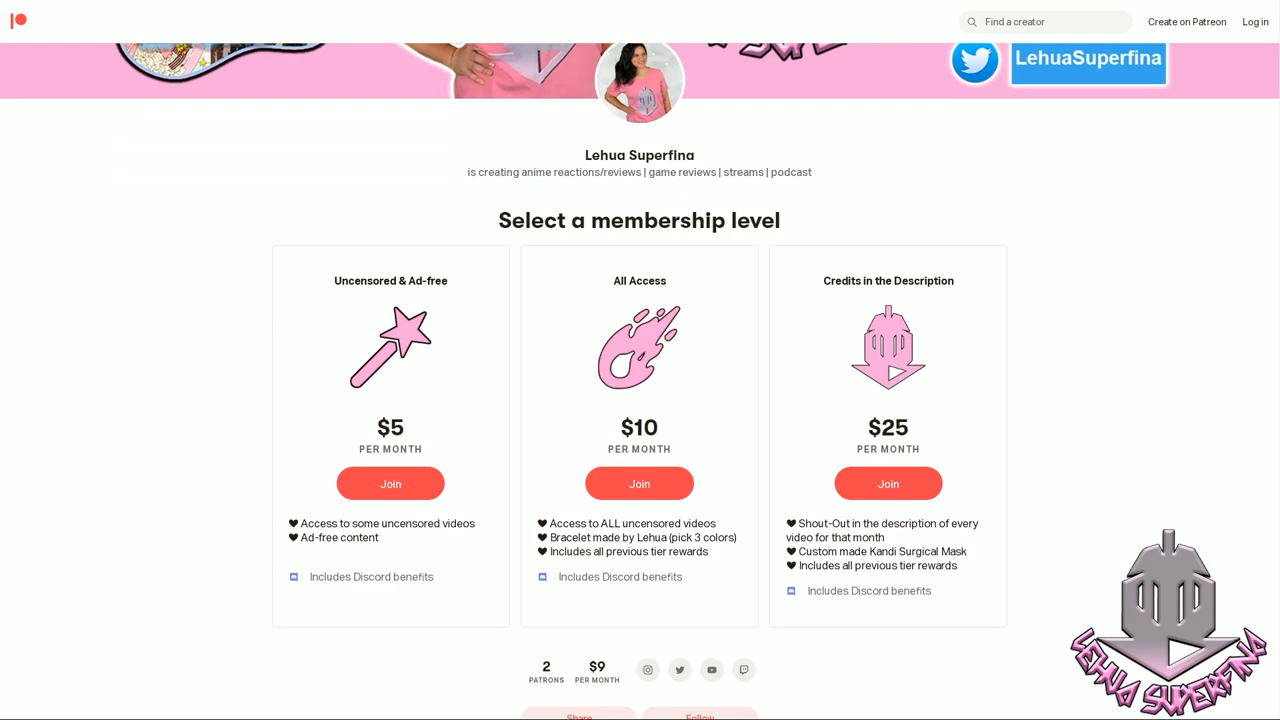 Find a creator
Create on Patreon
Log in
LehuaSuperfina
Lehua Superfina
is creating anime reactions/reviews | game reviews | streams | podcast
Select a membership level
Uncensored & Ad-free
$5
PER MONTH
Join
♥ Access to some uncensored videos
♥ Ad-free content
Includes Discord benefits
All Access
$10
PER MONTH
Join
♥ Access to ALL uncensored videos
♥ Bracelet made by Lehua (pick 3 colors)
♥ Includes all previous tier rewards
Includes Discord benefits
Credits in the Description
$25
PER MONTH
Join
♥ Shout-Out in the description of every
video for that month
♥ Custom made Kandi Surgical Mask
♥ Includes all previous tier rewards
Includes Discord benefits
2
PATRONS
$9
PER MONTH
Share
Follow
LEHUA SUPERFINA